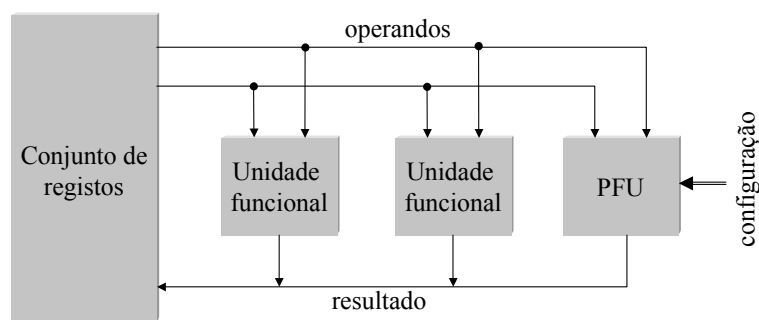 operandos
Conjunto de
registos
Unidade
funcional
Unidade
funcional
PFU
configuração
resultado